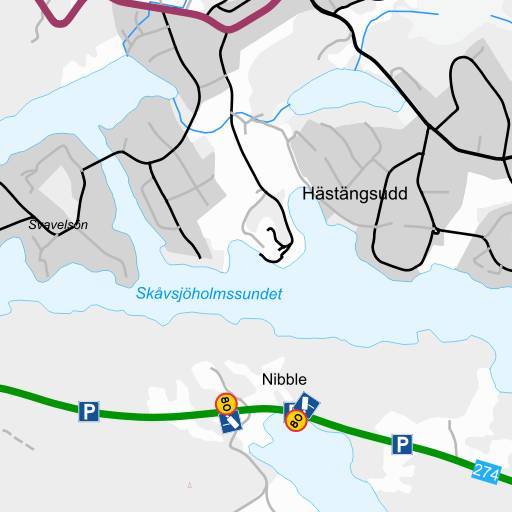 Hästängsudd
Svavelsön
Skåvsjöholmssundet
Nibble
P
80
P
80
P
274